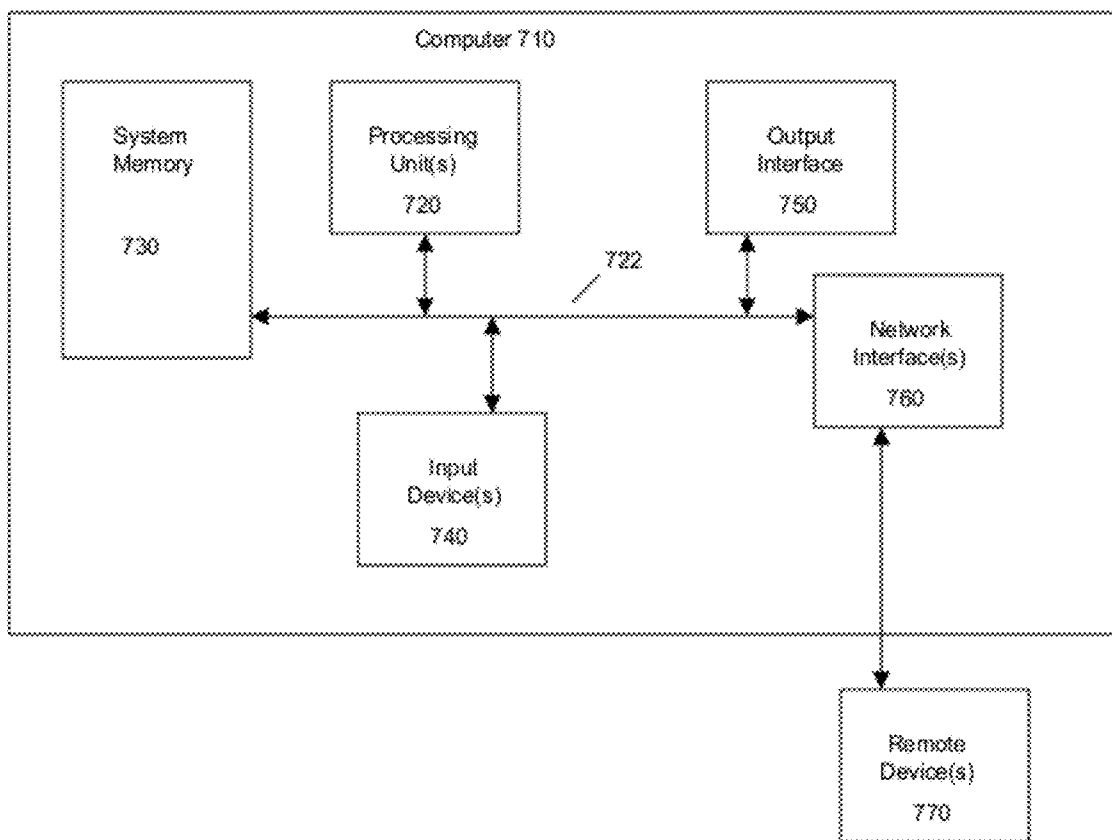 Computer 710
System
Memory
730
Processing
Unit(s)
720
Output
Interface
750
722
Network
Interface(s)
760
Input
Device(s)
740
Remote
Device(s)
770